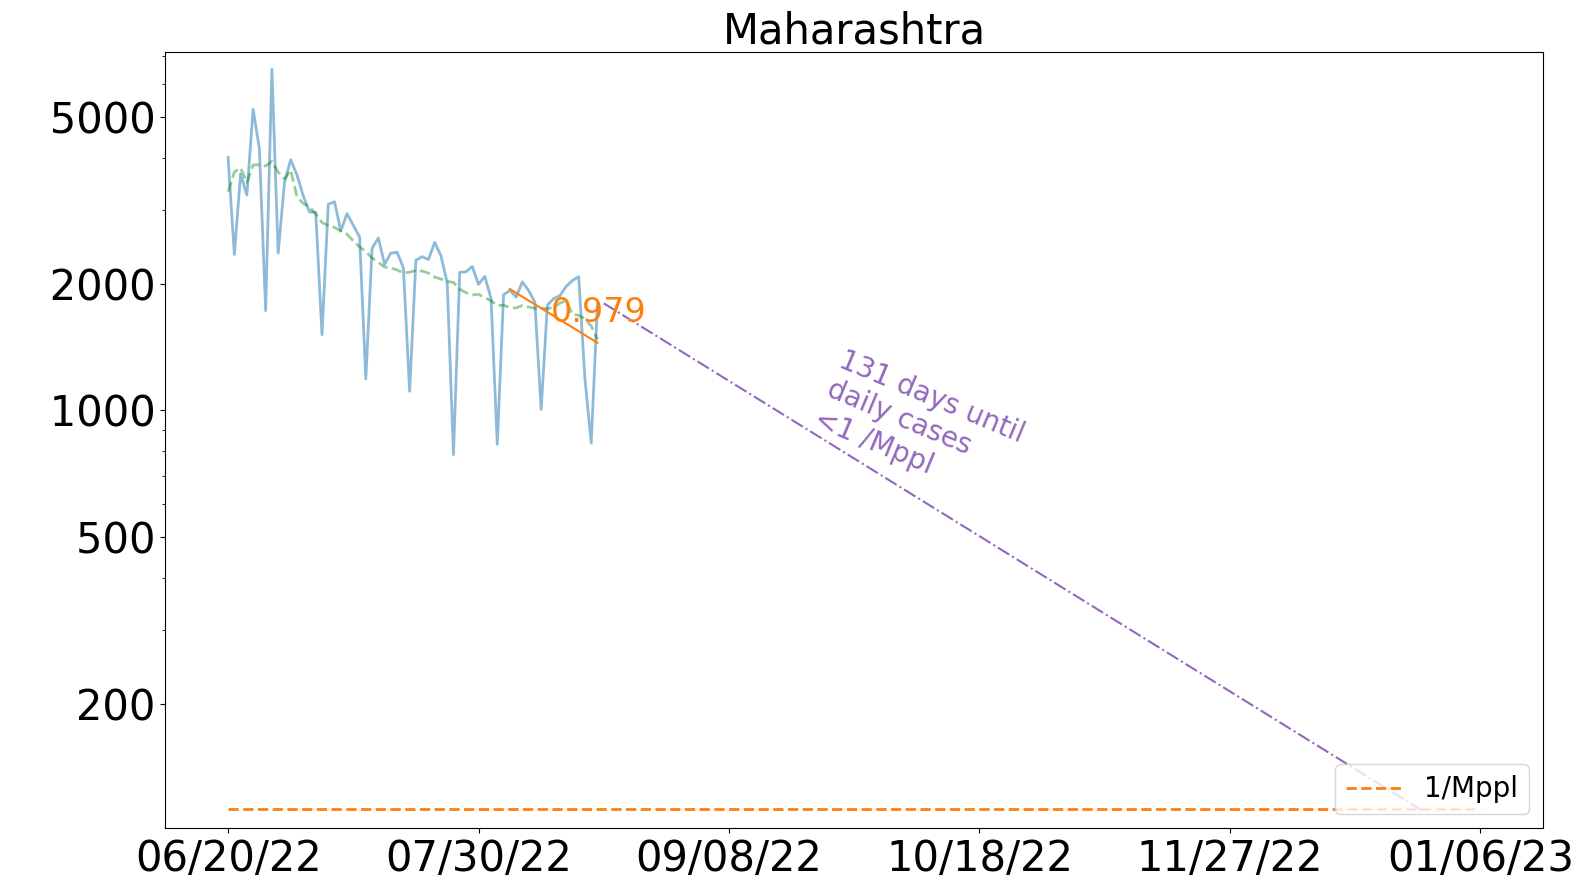 Maharashtra
5000
2000
1000
500
200
0.979
131 days until
daily cases
<1 /Mppl
1/Mppl
06/20/22
07/30/22
09/08/22
10/18/22
11/27/22
01/06/23